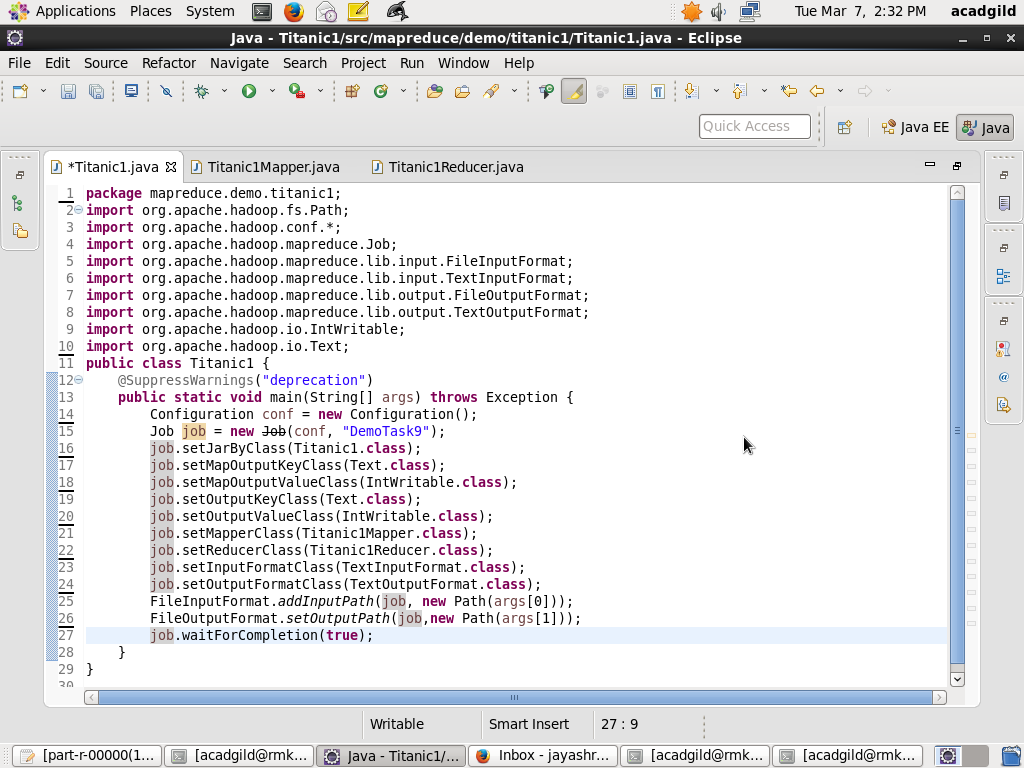 Applications Places System Tue Mar 7, 2:32 PM acadgild
Java - Titanic1/src/mapreduce/demo/titanic1/Titanic1.java - Eclipse
File Edit Source Refactor Navigate Search Project Run Window Help
Quick Access Java EE Java
*Titanic1.java Titanic1Mapper.java Titanic1Reducer.java
1 package mapreduce.demo.titanic1;
2 import org.apache.hadoop.fs.Path;
3 import org.apache.hadoop.conf.*;
4 import org.apache.hadoop.mapreduce.Job;
5 import org.apache.hadoop.mapreduce.lib.input.FileInputFormat;
6 import org.apache.hadoop.mapreduce.lib.input.TextInputFormat;
7 import org.apache.hadoop.mapreduce.lib.output.FileOutputFormat;
8 import org.apache.hadoop.mapreduce.lib.output.TextOutputFormat;
9 import org.apache.hadoop.io.IntWritable;
10 import org.apache.hadoop.io.Text;
11 public class Titanic1 {
12     @SuppressWarnings("deprecation")
13     public static void main(String[] args) throws Exception {
14         Configuration conf = new Configuration();
15         Job job = new Job(conf, "DemoTask9");
16         job.setJarByClass(Titanic1.class);
17         job.setMapOutputKeyClass(Text.class);
18         job.setMapOutputValueClass(IntWritable.class);
19         job.setOutputKeyClass(Text.class);
20         job.setOutputValueClass(IntWritable.class);
21         job.setMapperClass(Titanic1Mapper.class);
22         job.setReducerClass(Titanic1Reducer.class);
23         job.setInputFormatClass(TextInputFormat.class);
24         job.setOutputFormatClass(TextOutputFormat.class);
25         FileInputFormat.addInputPath(job, new Path(args[0]));
26         FileOutputFormat.setOutputPath(job,new Path(args[1]));
27         job.waitForCompletion(true);
28     }
29 }
30
Writable Smart Insert 27 : 9
[part-r-00000(1... [acadgild@rmk... Java - Titanic1/... Inbox - jayashr... [acadgild@rmk... [acadgild@rmk...